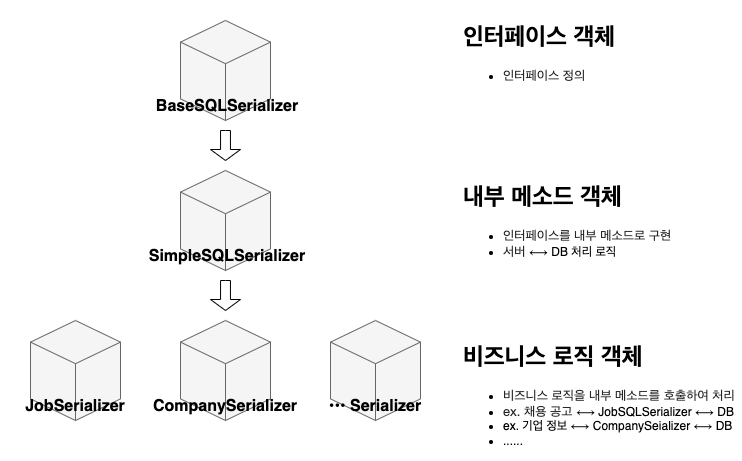 인터페이스 객체
• 인터페이스 정의
BaseSQLSerializer
내부 메소드 객체
• 인터페이스를 내부 메소드로 구현
• 서버 ⟷ DB 처리 로직
SimpleSQLSerializer
비즈니스 로직 객체
• 비즈니스 로직을 내부 메소드를 호출하여 처리
• ex. 채용 공고 ⟷ JobSQLSerializer ⟷ DB
• ex. 기업 정보 ⟷ CompanySeializer ⟷ DB
• ......
JobSerializer
CompanySerializer
··· Serializer